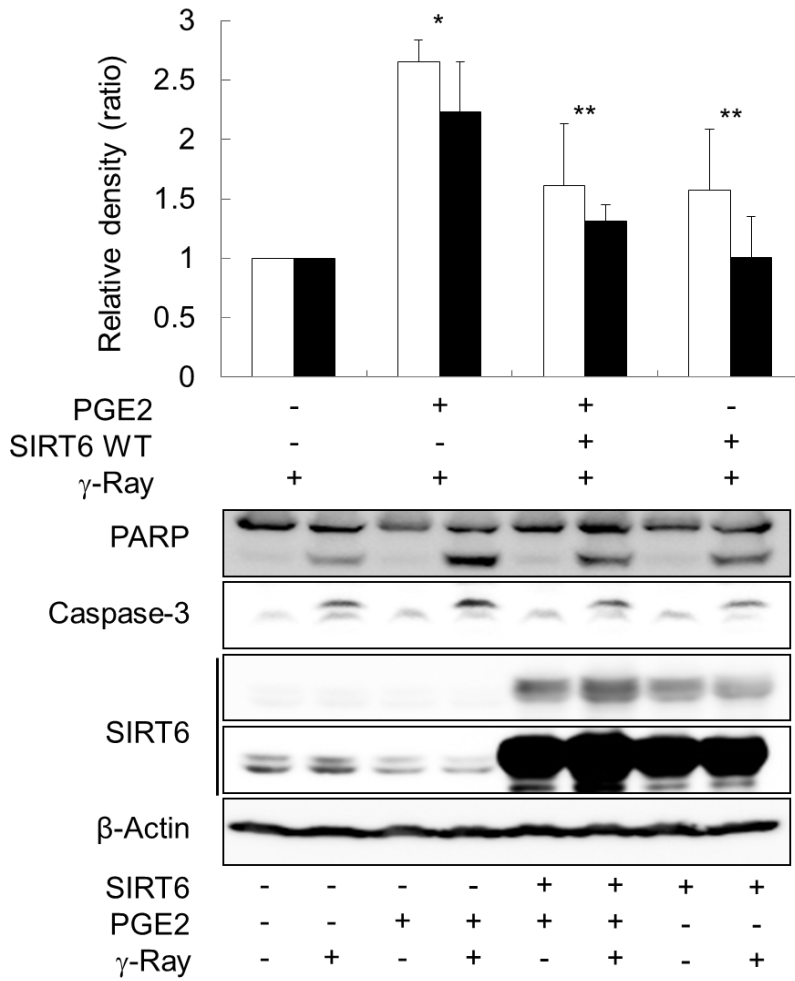 3
2.5
2
1.5
1
0.5
0
Relative density (ratio)
*
**
**
PGE2 - + + -
SIRT6 WT - - + +
γ-Ray + + + +
PARP
Caspase-3
SIRT6
β-Actin
SIRT6 - - - - + + + +
PGE2 - - + + + + - -
γ-Ray - + - + - + - +